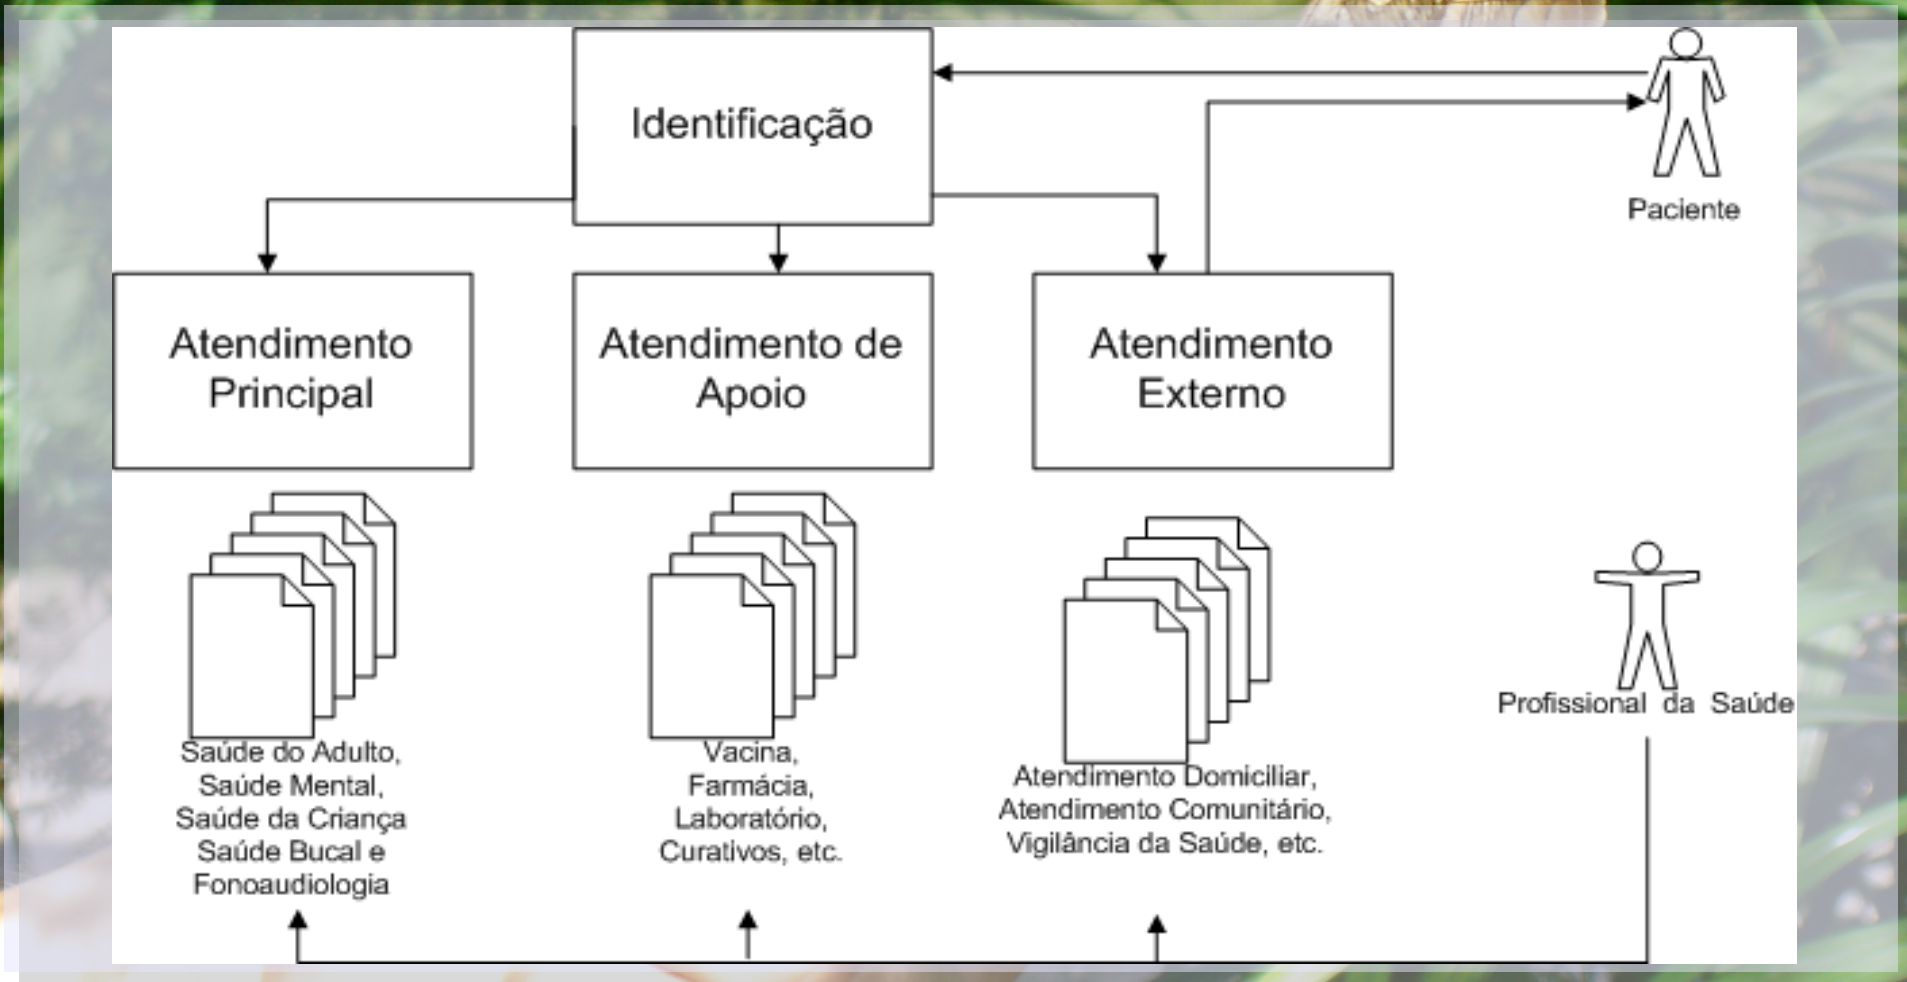 Identificação
Paciente
Atendimento
Principal
Atendimento de
Apoio
Atendimento
Externo
Profissional da Saúde
Saúde do Adulto,
Saúde Mental,
Saúde da Criança
Saúde Bucal e
Fonoaudiologia
Vacina,
Farmácia,
Laboratório,
Curativos, etc.
Atendimento Domiciliar,
Atendimento Comunitário,
Vigilância da Saúde, etc.